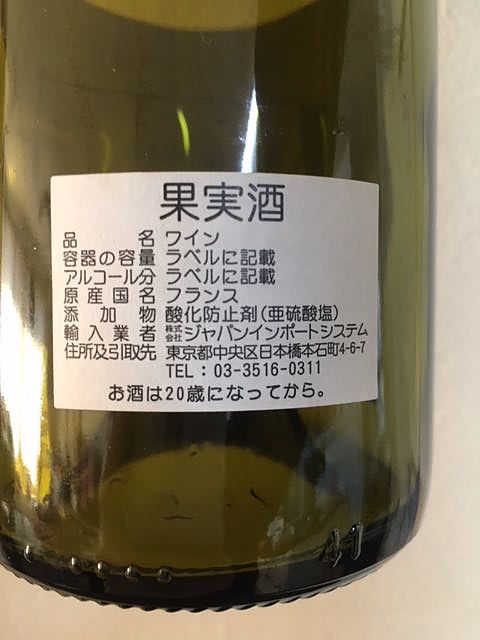 果実酒
品名 ワイン
容器の容量 ラベルに記載
アルコール分 ラベルに記載
原産国名 フランス
添加物 酸化防止剤(亜硫酸塩)
輸入業者 株式会社ジャパンインポートシステム
住所及引取先 東京都中央区日本橋本石町4-6-7
TEL:03-3516-0311
お酒は20歳になってから。
41